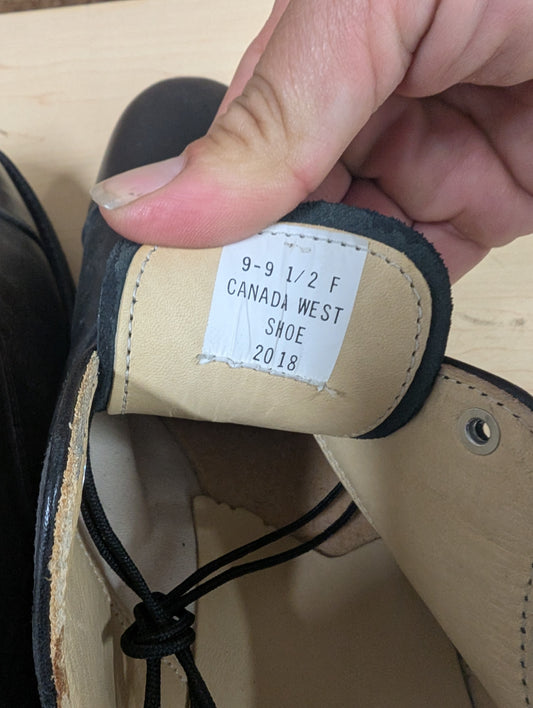 9-9 1/2 F
CANADA WEST
SHOE
2018